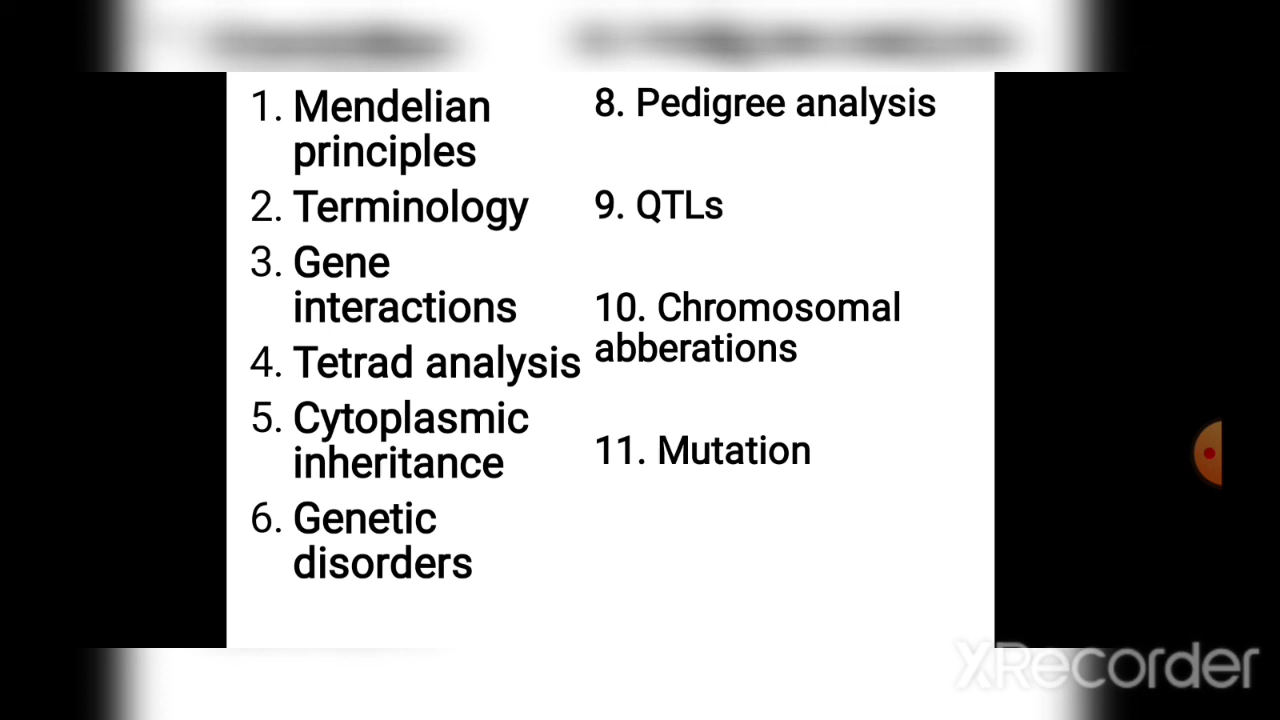 1. Mendelian
principles
2. Terminology
3. Gene
interactions
4. Tetrad analysis
5. Cytoplasmic
inheritance
6. Genetic
disorders
8. Pedigree analysis
9. QTLs
10. Chromosomal
abberations
11. Mutation
XRecorder